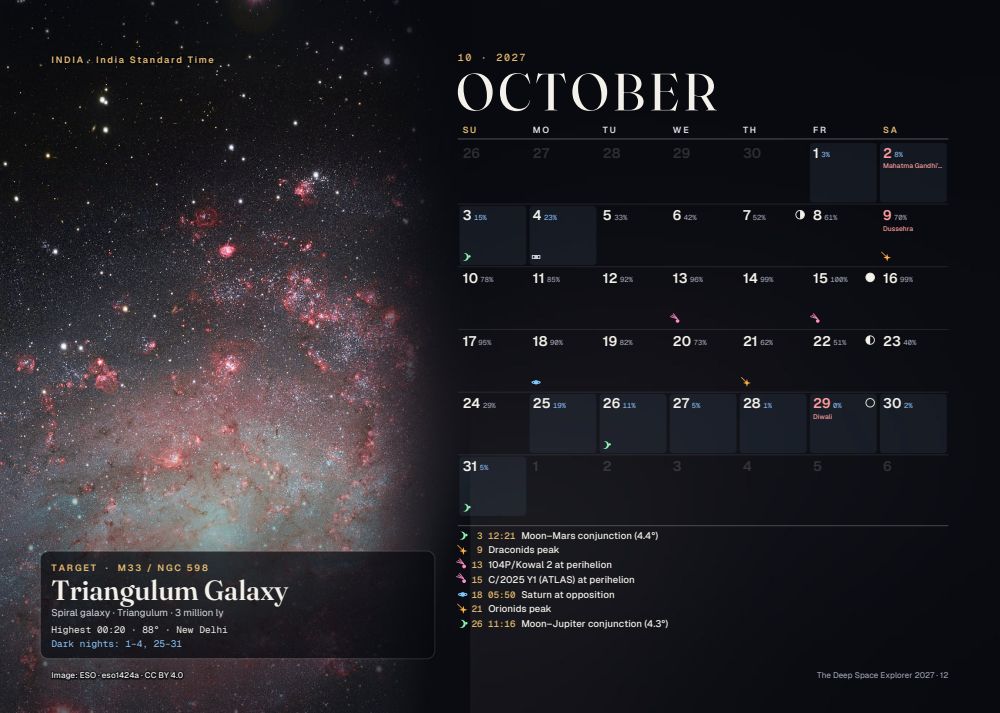 INDIA · India Standard Time
10 · 2027
OCTOBER
SU MO TU WE TH FR SA
26 27 28 29 30 1 3% 2 8%
Mahatma Gandhi'…
3 15% 4 23% 5 33% 6 42% 7 52% 8 61% 9 70%
Dussehra
10 78% 11 85% 12 92% 13 96% 14 99% 15 100% 16 99%
17 95% 18 90% 19 82% 20 73% 21 62% 22 51% 23 40%
24 29% 25 19% 26 11% 27 5% 28 1% 29 0% 30 2%
Diwali
31 5% 1 2 3 4 5 6
3 12:21 Moon–Mars conjunction (4.4°)
9 Draconids peak
13 104P/Kowal 2 at perihelion
15 C/2025 Y1 (ATLAS) at perihelion
18 05:50 Saturn at opposition
21 Orionids peak
26 11:16 Moon–Jupiter conjunction (4.3°)
TARGET · M33 / NGC 598
Triangulum Galaxy
Spiral galaxy · Triangulum · 3 million ly
Highest 00:20 · 88° · New Delhi
Dark nights: 1–4, 25–31
Image: ESO · eso1424a · CC BY 4.0
The Deep Space Explorer 2027 · 12